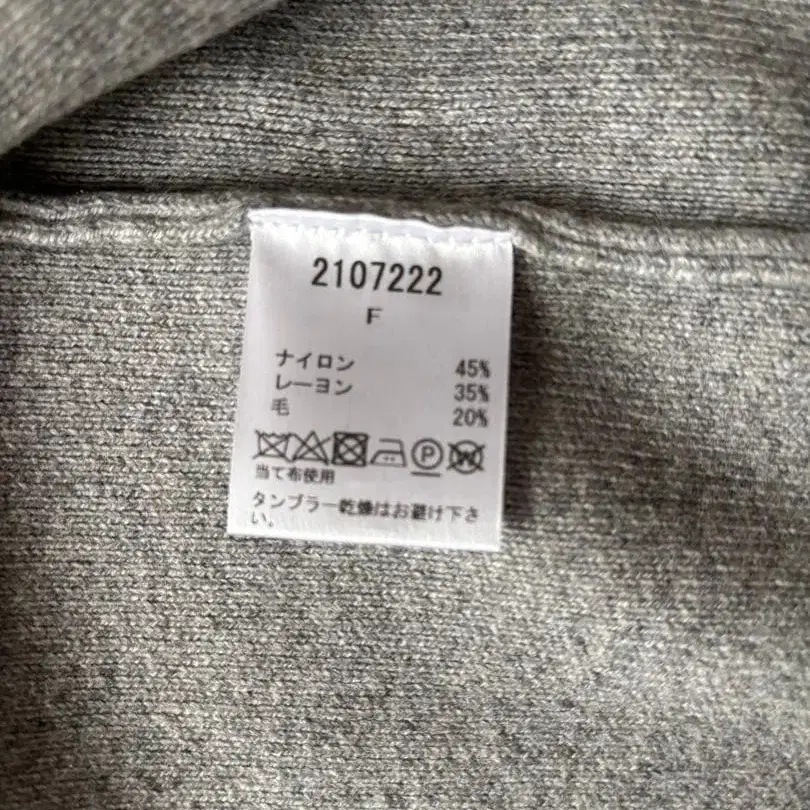 2107222
F
ナイロン 45%
レーヨン 35%
毛 20%
P W
当て布使用
タンブラー乾燥はお避け下さ
い。